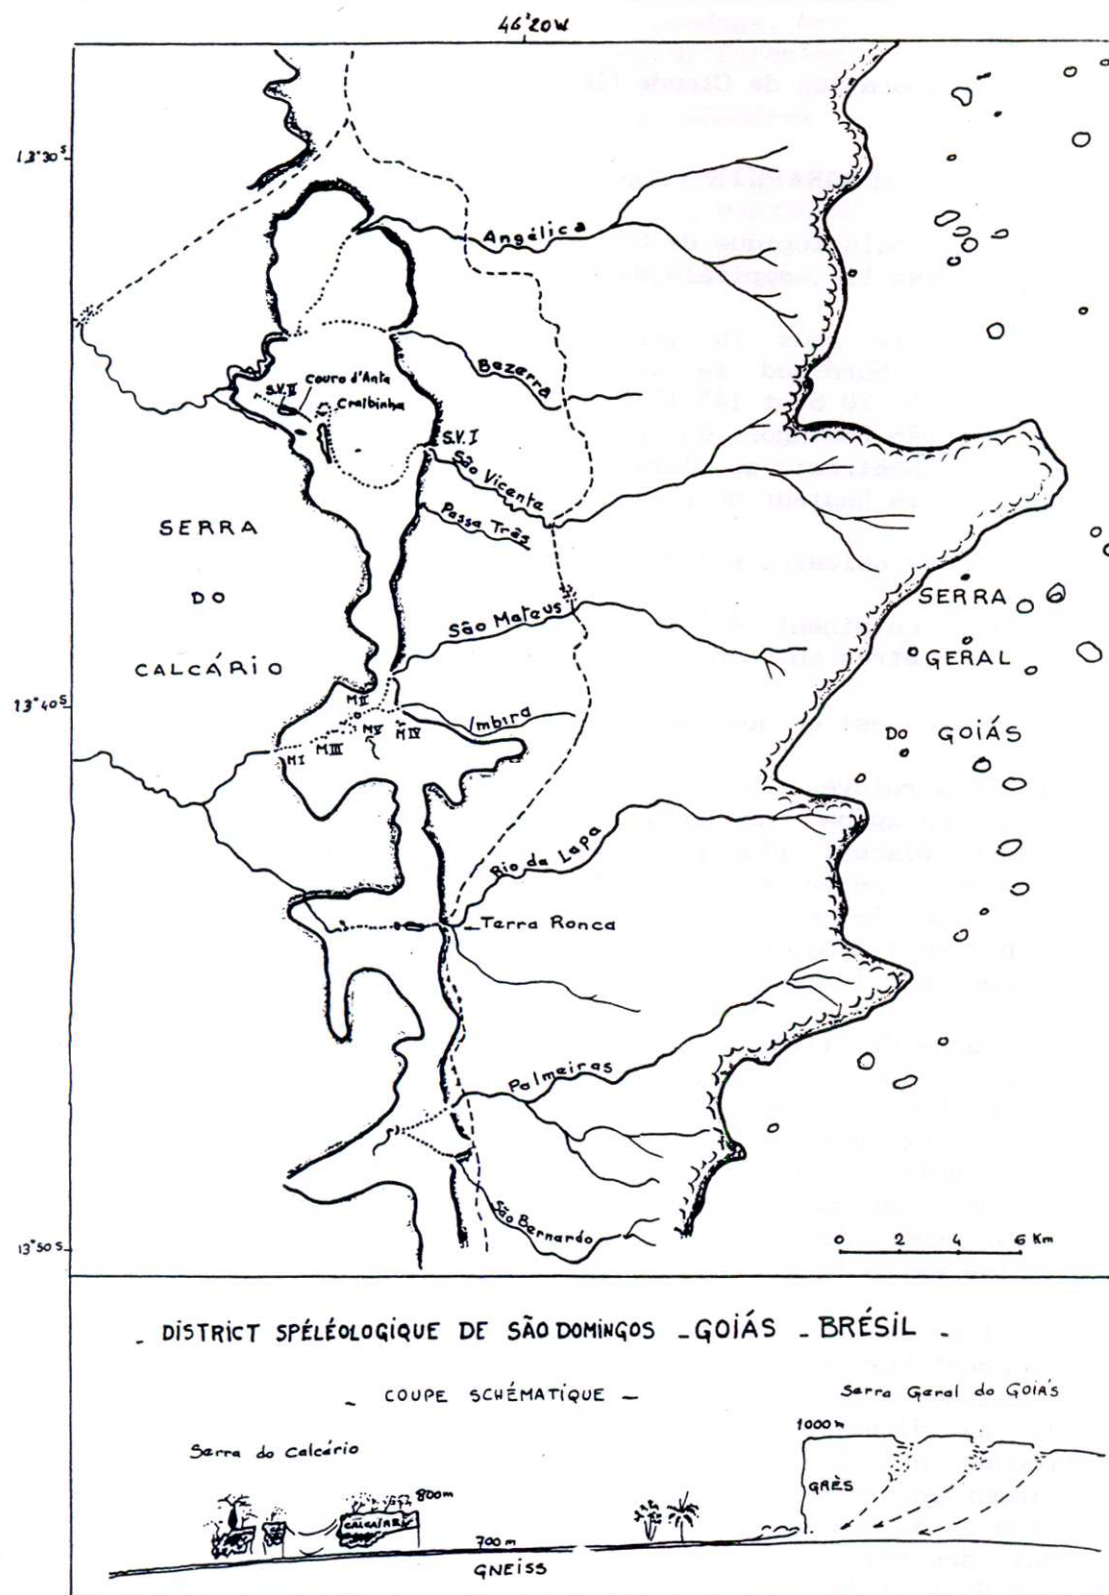 46°20W
13°30S
Angélica
Bezerra
S.V.II
Couro d'Anta
Craibinha
S.V.I
São Vicente
Passa Três
SERRA
DO
CALCÁRIO
São Mateus
SERRA
GERAL
DO GOIÁS
13°40S
MII
Imbira
MI
MIII
MV
MIV
Rio da Lapa
Terra Ronca
Palmeiras
São Bernardo
13°50S
0 2 4 6 Km
- DISTRICT SPÉLÉOLOGIQUE DE SÃO DOMINGOS - GOIÁS - BRÉSIL -
- COUPE SCHÉMATIQUE -
Serra Geral do GOIÁS
1000m
Serra do Calcário
GRÈS
800m
CALCAIRE
700m
GNEISS